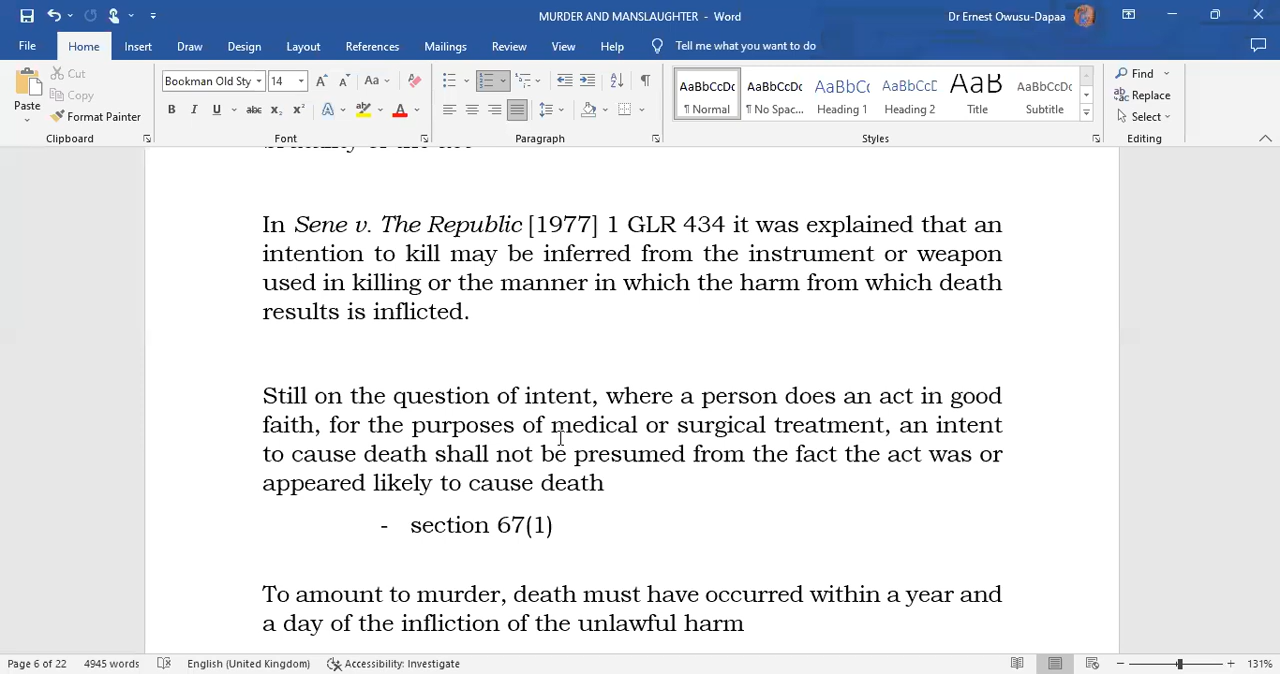 MURDER AND MANSLAUGHTER - Word
Dr Ernest Owusu-Dapaa
File Home Insert Draw Design Layout References Mailings Review View Help Tell me what you want to do
Paste
Cut
Copy
Format Painter
Clipboard
Bookman Old Sty 14
Font
Paragraph
AaBbCcDc AaBbCcDc AaBbC( AaBbCcD AaB AaBbCcDc
¶ Normal ¶ No Spac... Heading 1 Heading 2 Title Subtitle
Styles
Find
Replace
Select
Editing
In Sene v. The Republic [1977] 1 GLR 434 it was explained that an
intention to kill may be inferred from the instrument or weapon
used in killing or the manner in which the harm from which death
results is inflicted.
Still on the question of intent, where a person does an act in good
faith, for the purposes of medical or surgical treatment, an intent
to cause death shall not be presumed from the fact the act was or
appeared likely to cause death
- section 67(1)
To amount to murder, death must have occurred within a year and
a day of the infliction of the unlawful harm
Page 6 of 22 4945 words English (United Kingdom) Accessibility: Investigate 131%